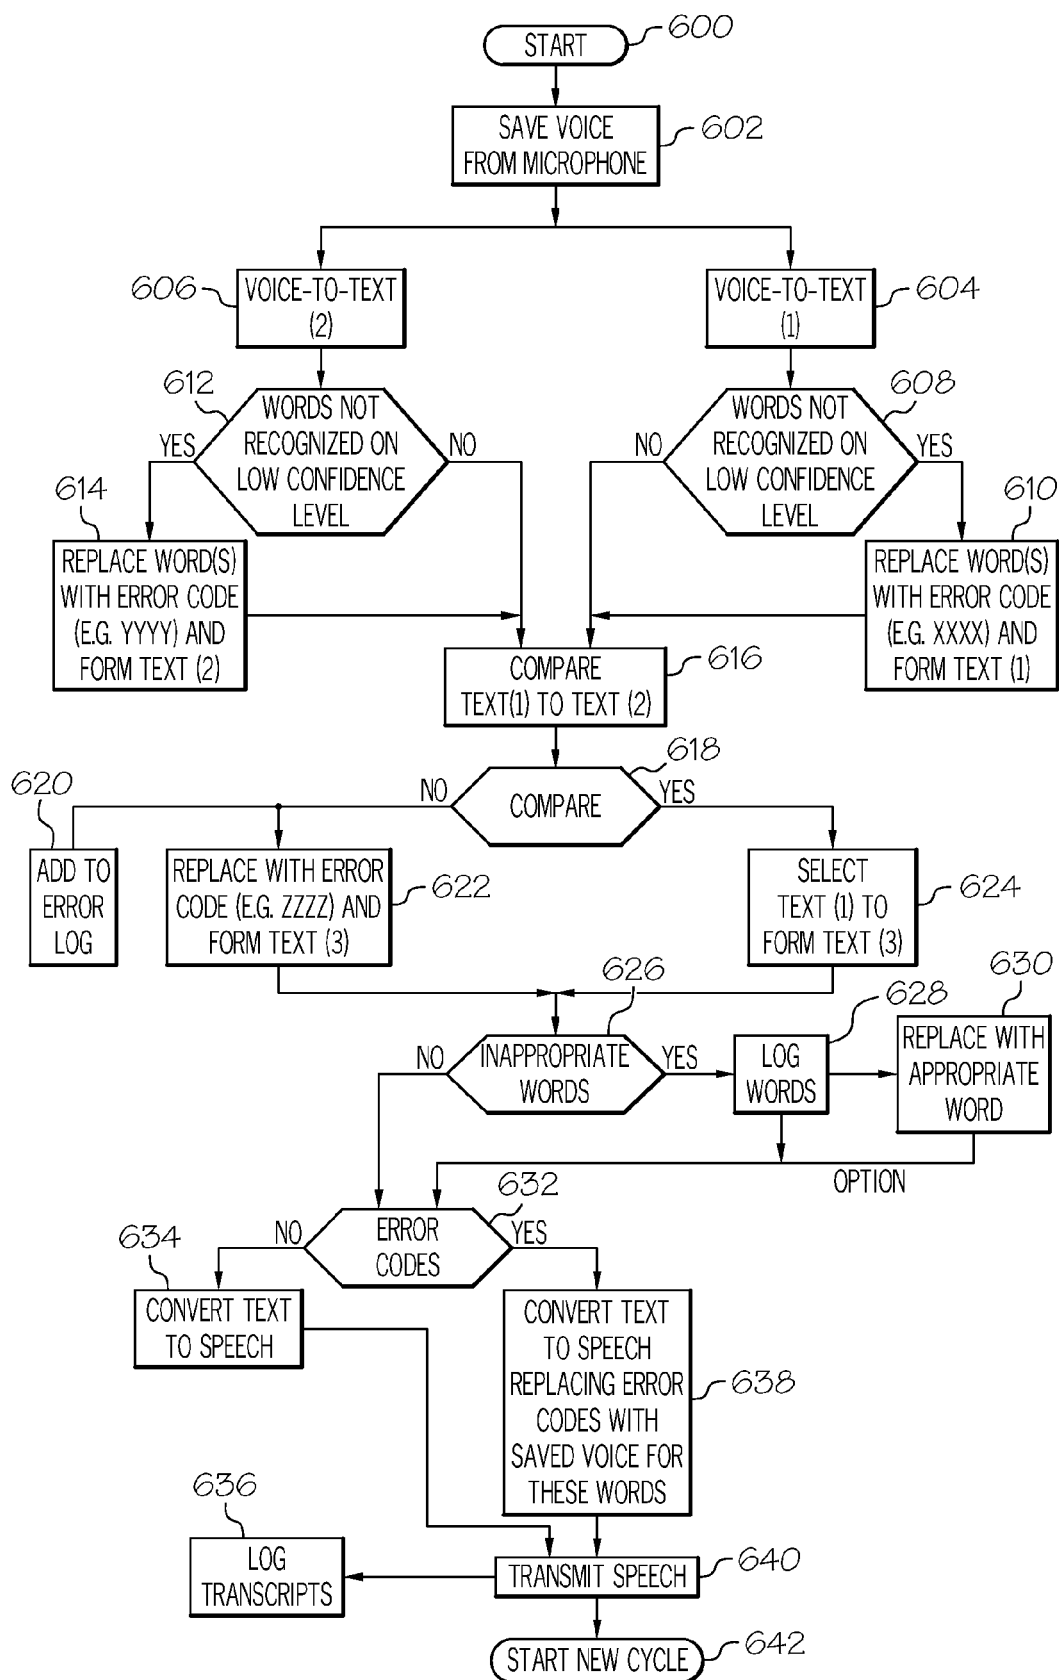 START
600
SAVE VOICE
FROM MICROPHONE
602
606
VOICE-TO-TEXT
(2)
VOICE-TO-TEXT
(1)
604
612
WORDS NOT
RECOGNIZED ON
LOW CONFIDENCE
LEVEL
YES
NO
WORDS NOT
RECOGNIZED ON
LOW CONFIDENCE
LEVEL
608
NO
YES
614
REPLACE WORD(S)
WITH ERROR CODE
(E.G. YYYY) AND
FORM TEXT (2)
610
REPLACE WORD(S)
WITH ERROR CODE
(E.G. XXXX) AND
FORM TEXT (1)
COMPARE
TEXT(1) TO TEXT (2)
616
618
COMPARE
NO
YES
620
ADD TO
ERROR
LOG
REPLACE WITH ERROR
CODE (E.G. ZZZZ) AND
FORM TEXT (3)
622
SELECT
TEXT (1) TO
FORM TEXT (3)
624
626
INAPPROPRIATE
WORDS
NO
YES
628
LOG
WORDS
630
REPLACE WITH
APPROPRIATE
WORD
OPTION
632
ERROR
CODES
NO
YES
634
CONVERT TEXT
TO SPEECH
CONVERT TEXT
TO SPEECH
REPLACING ERROR
CODES WITH
SAVED VOICE FOR
THESE WORDS
638
636
LOG
TRANSCRIPTS
TRANSMIT SPEECH
640
START NEW CYCLE
642